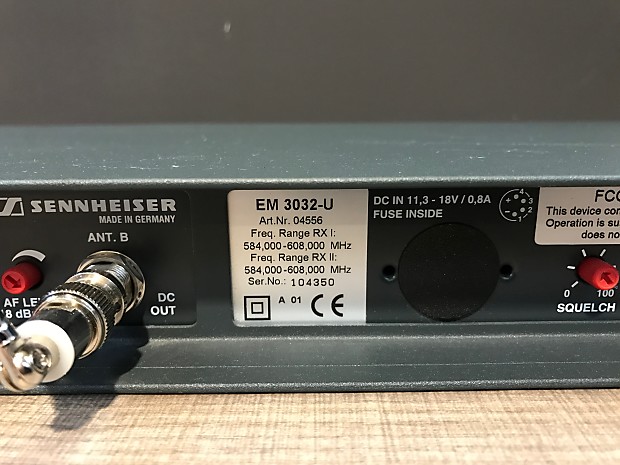 SENNHEISER
MADE IN GERMANY
ANT. B
AF LE
8 dB
DC
OUT
EM 3032-U
Art.Nr. 04556
Freq. Range RX I:
584,000-608,000 MHz
Freq. Range RX II:
584,000-608,000 MHz
Ser.No.: 104350
A 01 CE
DC IN 11,3 - 18V / 0,8A
FUSE INSIDE
+ 4
3
2
- 1
FCC
This device con
Operation is su
does no
0 100
SQUELCH